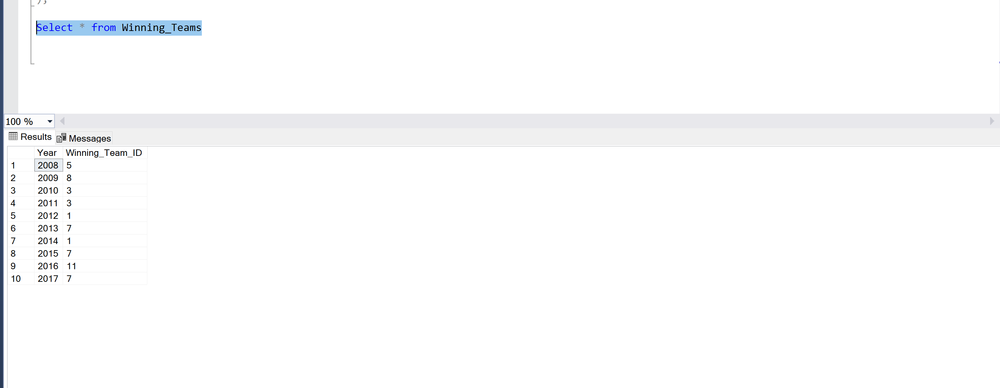 );
Select * from Winning_Teams
100 %
Results Messages
Year Winning_Team_ID
1 2008 5
2 2009 8
3 2010 3
4 2011 3
5 2012 1
6 2013 7
7 2014 1
8 2015 7
9 2016 11
10 2017 7